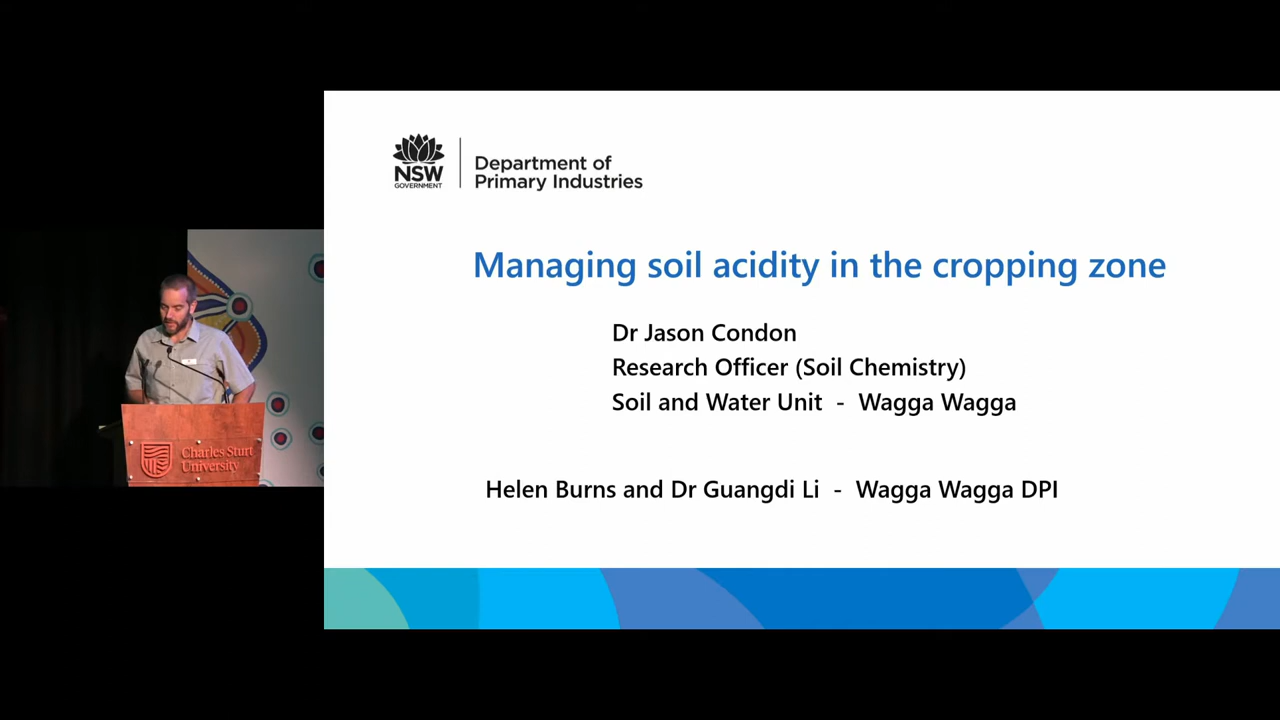 NSW
GOVERNMENT
Department of
Primary Industries
Managing soil acidity in the cropping zone
Dr Jason Condon
Research Officer (Soil Chemistry)
Soil and Water Unit - Wagga Wagga
Helen Burns and Dr Guangdi Li - Wagga Wagga DPI
Charles Sturt
University